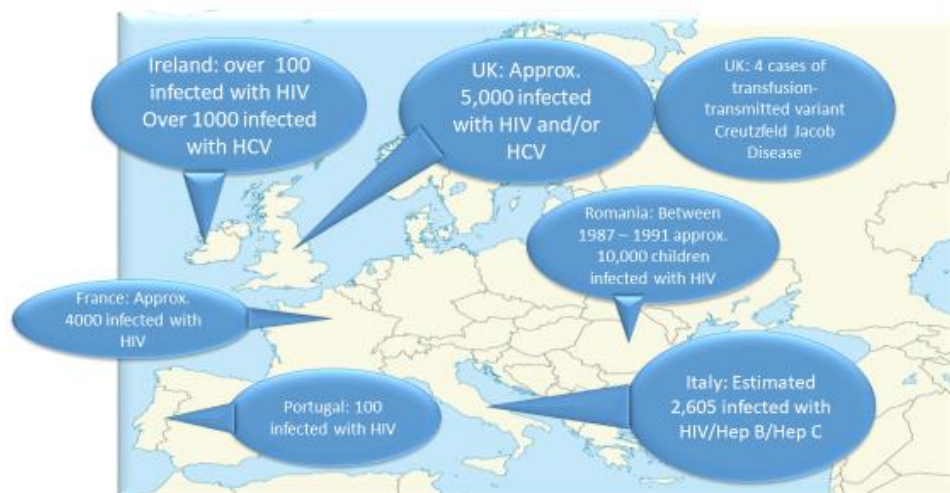 Ireland: over 100
infected with HIV
Over 1000 infected
with HCV
UK: Approx.
5,000 infected
with HIV and/or
HCV
UK: 4 cases of
transfusion-
transmitted variant
Creutzfeld Jacob
Disease
Romania: Between
1987 – 1991 approx.
10,000 children
infected with HIV
France: Approx.
4000 infected with
HIV
Portugal: 100
infected with HIV
Italy: Estimated
2,605 infected with
HIV/Hep B/Hep C